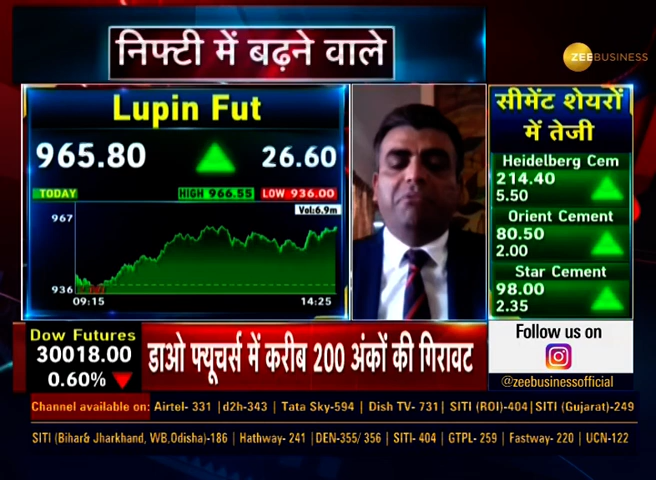 निफ्टी में बढ़ने वाले
ZEEBUSINESS
Lupin Fut
965.80 26.60
TODAY HIGH 966.55 LOW 936.00
Vol:6.9m
967
936
09:15 14:25
सीमेंट शेयरों
में तेजी
Heidelberg Cem
214.40
5.50
Orient Cement
80.50
2.00
Star Cement
98.00
2.35
Dow Futures
30018.00
0.60%
डाओ फ्यूचर्स में करीब 200 अंकों की गिरावट
Follow us on
@zeebusinessofficial
Channel available on: Airtel- 331 | d2h-343 | Tata Sky-594 | Dish TV- 731| SITI (ROI)-404| SITI (Gujarat)-249
SITI (Bihar& Jharkhand, WB,Odisha)-186 | Hathway- 241 |DEN-355/ 356 | SITI- 404 | GTPL- 259 | Fastway- 220 | UCN-122